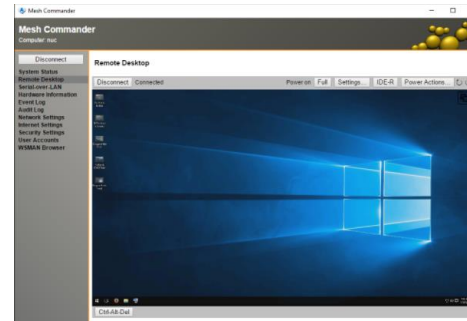 Mesh Commander
Mesh Commander
Computer: nuc
Disconnect
System Status
Remote Desktop
Serial-over-LAN
Hardware Information
Event Log
Audit Log
Network Settings
Internet Settings
Security Settings
User Accounts
WSMAN Browser
Remote Desktop
Disconnect Connected Power on Full Settings... IDE-R Power Actions...
Ctrl-Alt-Del